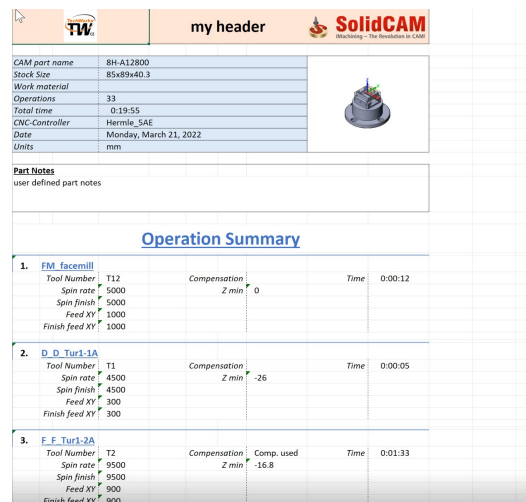 TechWorks
TW α
my header
SolidCAM
iMachining – The Revolution in CAM!
CAM part name 8H-A12800
Stock Size 85x89x40.3
Work material
Operations 33
Total time 0:19:55
CNC-Controller Hermle_5AE
Date Monday, March 21, 2022
Units mm
Part Notes
user defined part notes
Operation Summary
1. FM_facemill
Tool Number T12 Compensation Time 0:00:12
Spin rate 5000 Z min 0
Spin finish 5000
Feed XY 1000
Finish feed XY 1000
2. D_D_Tur1-1A
Tool Number T1 Compensation Time 0:00:05
Spin rate 4500 Z min -26
Spin finish 4500
Feed XY 300
Finish feed XY 300
3. F_F_Tur1-2A
Tool Number T2 Compensation Comp. used Time 0:01:33
Spin rate 9500 Z min -16.8
Spin finish 9500
Feed XY 900
Finish feed XY 900